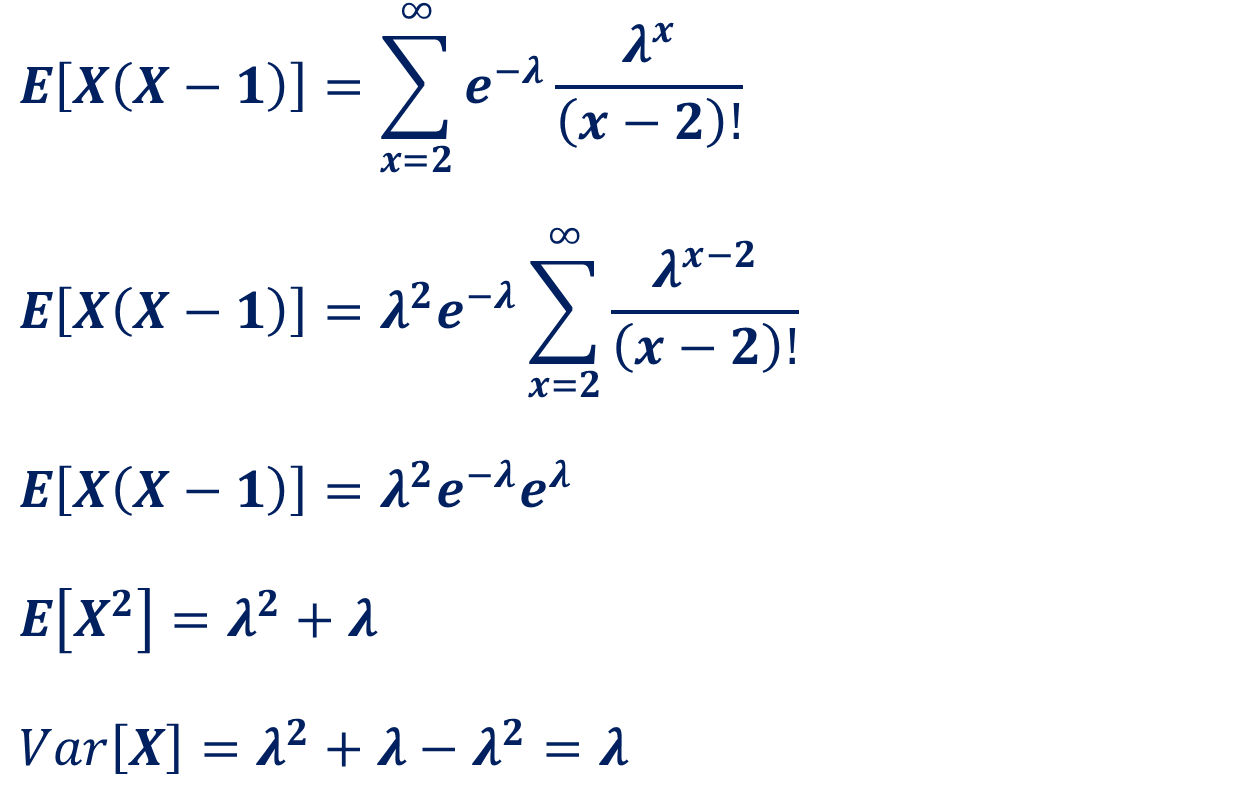 E[X(X − 1)] = ∑_{x=2}^{∞} e^{−λ} λ^x / (x − 2)!
E[X(X − 1)] = λ^2 e^{−λ} ∑_{x=2}^{∞} λ^{x−2} / (x − 2)!
E[X(X − 1)] = λ^2 e^{−λ} e^λ
E[X^2] = λ^2 + λ
Var[X] = λ^2 + λ − λ^2 = λ